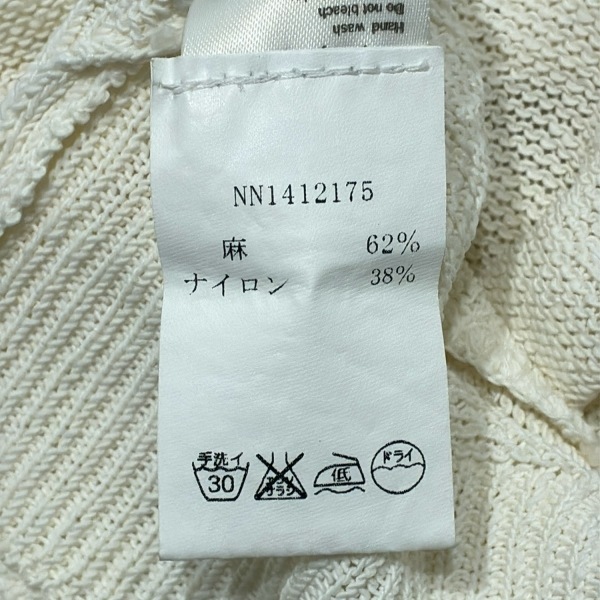 Hand wash
Do not bleach
NN1412175
麻 62%
ナイロン 38%
手洗イ 30 エンソサラシ 低 ドライ